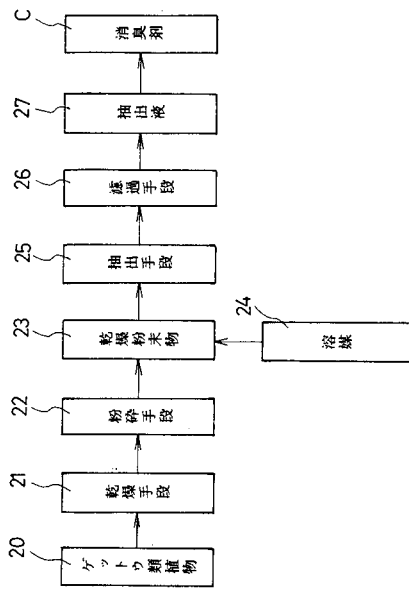 20
ゲットウ類植物
21
乾燥手段
22
粉砕手段
23
乾燥粉末物
24
溶媒
25
抽出手段
26
濾過手段
27
抽出液
C
消臭剤